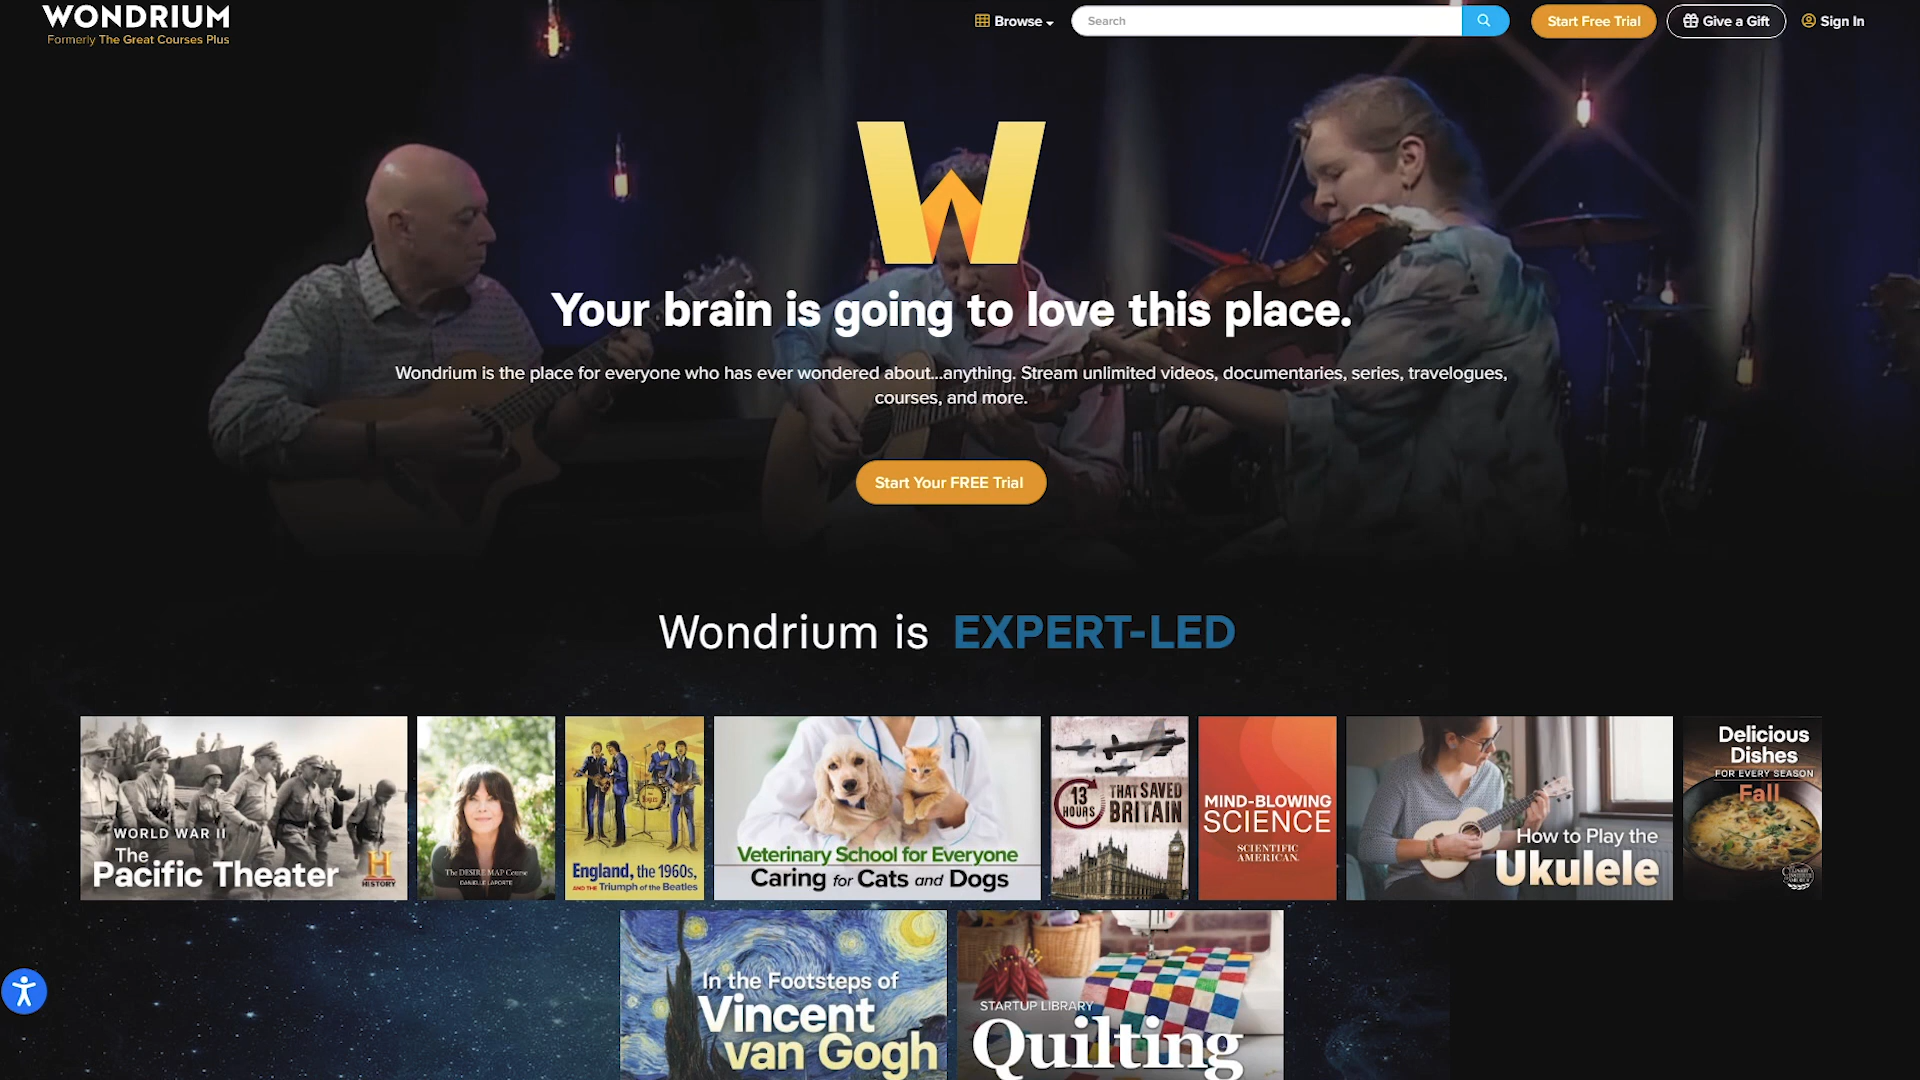 WONDRIUM
Formerly The Great Courses Plus
Browse
Search
Start Free Trial
Give a Gift
Sign In
W
Your brain is going to love this place.
Wondrium is the place for everyone who has ever wondered about...anything. Stream unlimited videos, documentaries, series, travelogues,
courses, and more.
Start Your FREE Trial
Wondrium is EXPERT-LED
WORLD WAR II
The
Pacific Theater
H
HISTORY
The DESIRE MAP Course
DANIELLE LAPORTE
England, the 1960s,
AND THE Triumph of the Beatles
Veterinary School for Everyone
Caring for Cats and Dogs
13
HOURS
THAT SAVED
BRITAIN
MIND-BLOWING
SCIENCE
SCIENTIFIC
AMERICAN.
How to Play the
Ukulele
Delicious
Dishes
FOR EVERY SEASON
Fall
In the Footsteps of
Vincent
van Gogh
STARTUP LIBRARY
Quilting